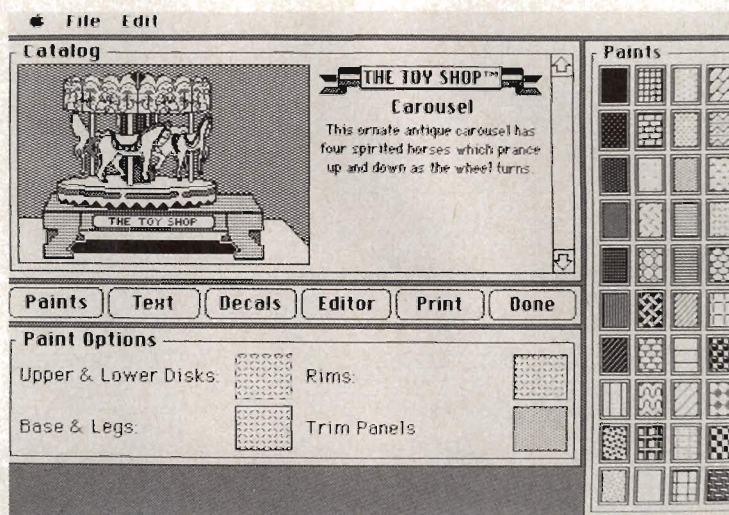 File Edit
Catalog
THE TOY SHOP™
Carousel
This ornate antique carousel has
four spirited horses which prance
up and down as the wheel turns.
THE TOY SHOP
Paints Text Decals Editor Print Done
Paint Options
Upper & Lower Disks: Rims:
Base & Legs: Trim Panels
Paints